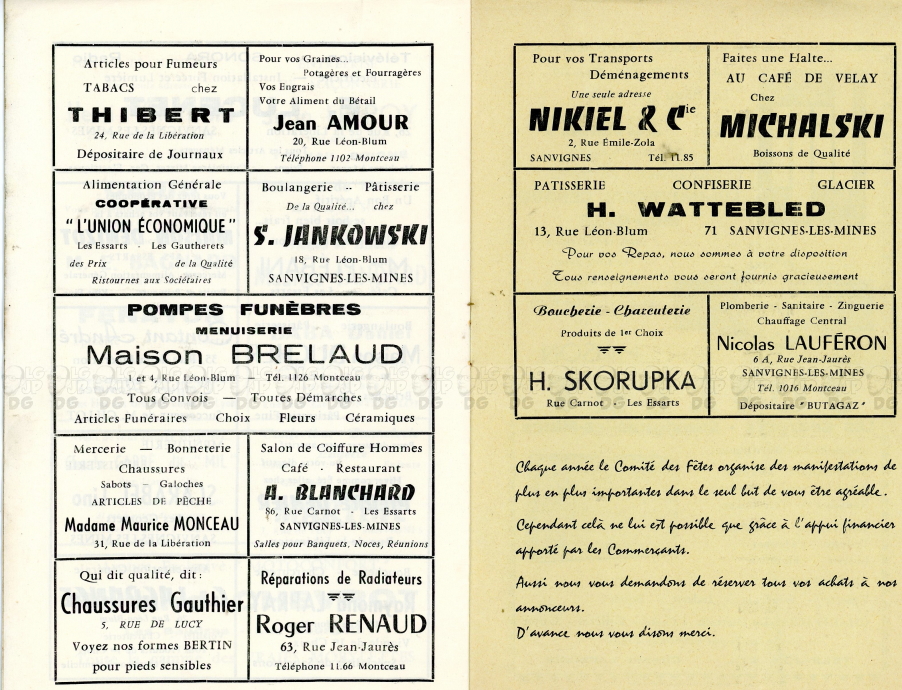 Articles pour Fumeurs
TABACS chez
THIBERT
24, Rue de la Libération
Dépositaire de Journaux
Pour vos Graines...
Potagères et Fourragères
Vos Engrais
Votre Aliment du Bétail
Jean AMOUR
20, Rue Léon-Blum
Téléphone 1102 Montceau
Alimentation Générale
COOPÉRATIVE
"L'UNION ÉCONOMIQUE"
Les Essarts - Les Gautherets
des Prix de la Qualité
Ristournes aux Sociétaires
Boulangerie -- Pâtisserie
De la Qualité... chez
S. JANKOWSKI
18, Rue Léon-Blum
SANVIGNES-LES-MINES
POMPES FUNÈBRES
MENUISERIE
Maison BRELAUD
1 et 4, Rue Léon-Blum - Tél. 1126 Montceau
Tous Convois — Toutes Démarches
Articles Funéraires Choix Fleurs Céramiques
Mercerie — Bonneterie
Chaussures
Sabots - Galoches
ARTICLES DE PÊCHE
Madame Maurice MONCEAU
31, Rue de la Libération
Salon de Coiffure Hommes
Café - Restaurant
A. BLANCHARD
86, Rue Carnot - Les Essarts
SANVIGNES-LES-MINES
Salles pour Banquets, Noces, Réunions
Qui dit qualité, dit :
Chaussures Gauthier
5, RUE DE LUCY
Voyez nos formes BERTIN
pour pieds sensibles
Réparations de Radiateurs
Roger RENAUD
63, Rue Jean-Jaurès
Téléphone 11.66 Montceau
Pour vos Transports
Déménagements
Une seule adresse
NIKIEL & Cie
2, Rue Emile-Zola
SANVIGNES Tél. 11.85
Faites une Halte...
AU CAFÉ DE VELAY
Chez
MICHALSKI
Boissons de Qualité
PATISSERIE CONFISERIE GLACIER
H. WATTEBLED
13, Rue Léon-Blum 71 SANVIGNES-LES-MINES
Pour vos Repas, nous sommes à votre disposition
Tous renseignements vous seront fournis gracieusement
Boucherie - Charcuterie
Produits de 1er Choix
H. SKORUPKA
Rue Carnot - Les Essarts
Plomberie - Sanitaire - Zinguerie
Chauffage Central
Nicolas LAUFÉRON
6 A, Rue Jean-Jaurès
SANVIGNES-LES-MINES
Tél. 1016 Montceau
Dépositaire "BUTAGAZ"
Chaque année le Comité des Fêtes organise des manifestations de
plus en plus importantes dans le seul but de vous être agréable.
Cependant celà ne lui est possible que grâce à l'appui financier
apporté par les Commerçants.
Aussi nous vous demandons de réserver tous vos achats à nos
annonceurs.
D'avance nous vous disons merci.